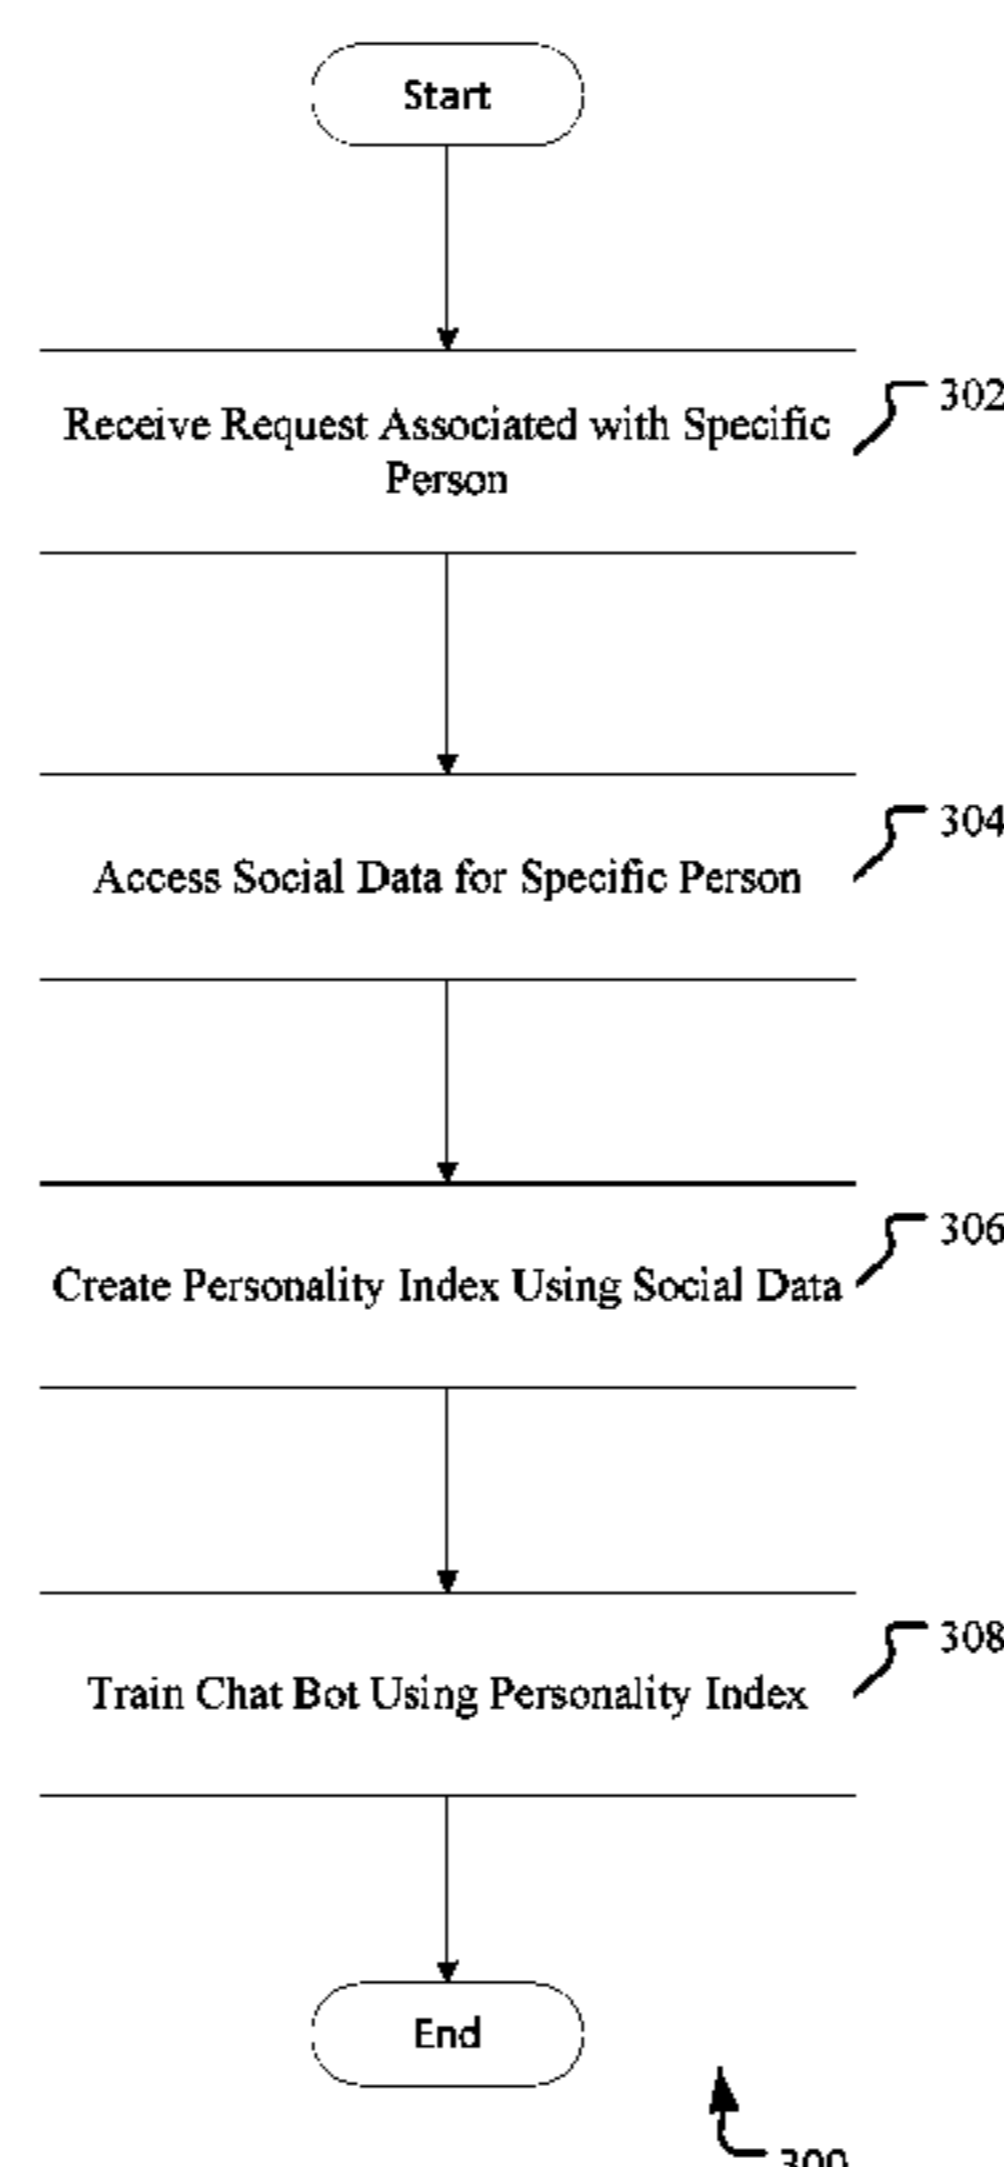 Start
Receive Request Associated with Specific
302
Person
304
Access Social Data for Specific Person
306
Create Personality Index Using Social Data
308
Train Chat Bot Using Personality Index
End
300